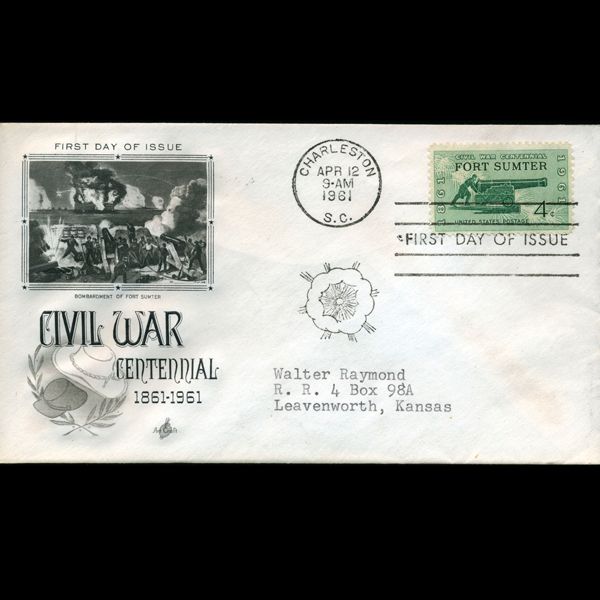 FIRST DAY OF ISSUE
BOMBARDMENT OF FORT SUMTER
CIVIL WAR
CENTENNIAL
1861-1961
Art Craft
CHARLESTON
APR 12
9-AM
1961
S.C.
CIVIL WAR CENTENNIAL
FORT SUMTER
1861
1961
4¢
UNITED STATES POSTAGE
FIRST DAY OF ISSUE
Walter Raymond
R. R. 4 Box 98A
Leavenworth, Kansas